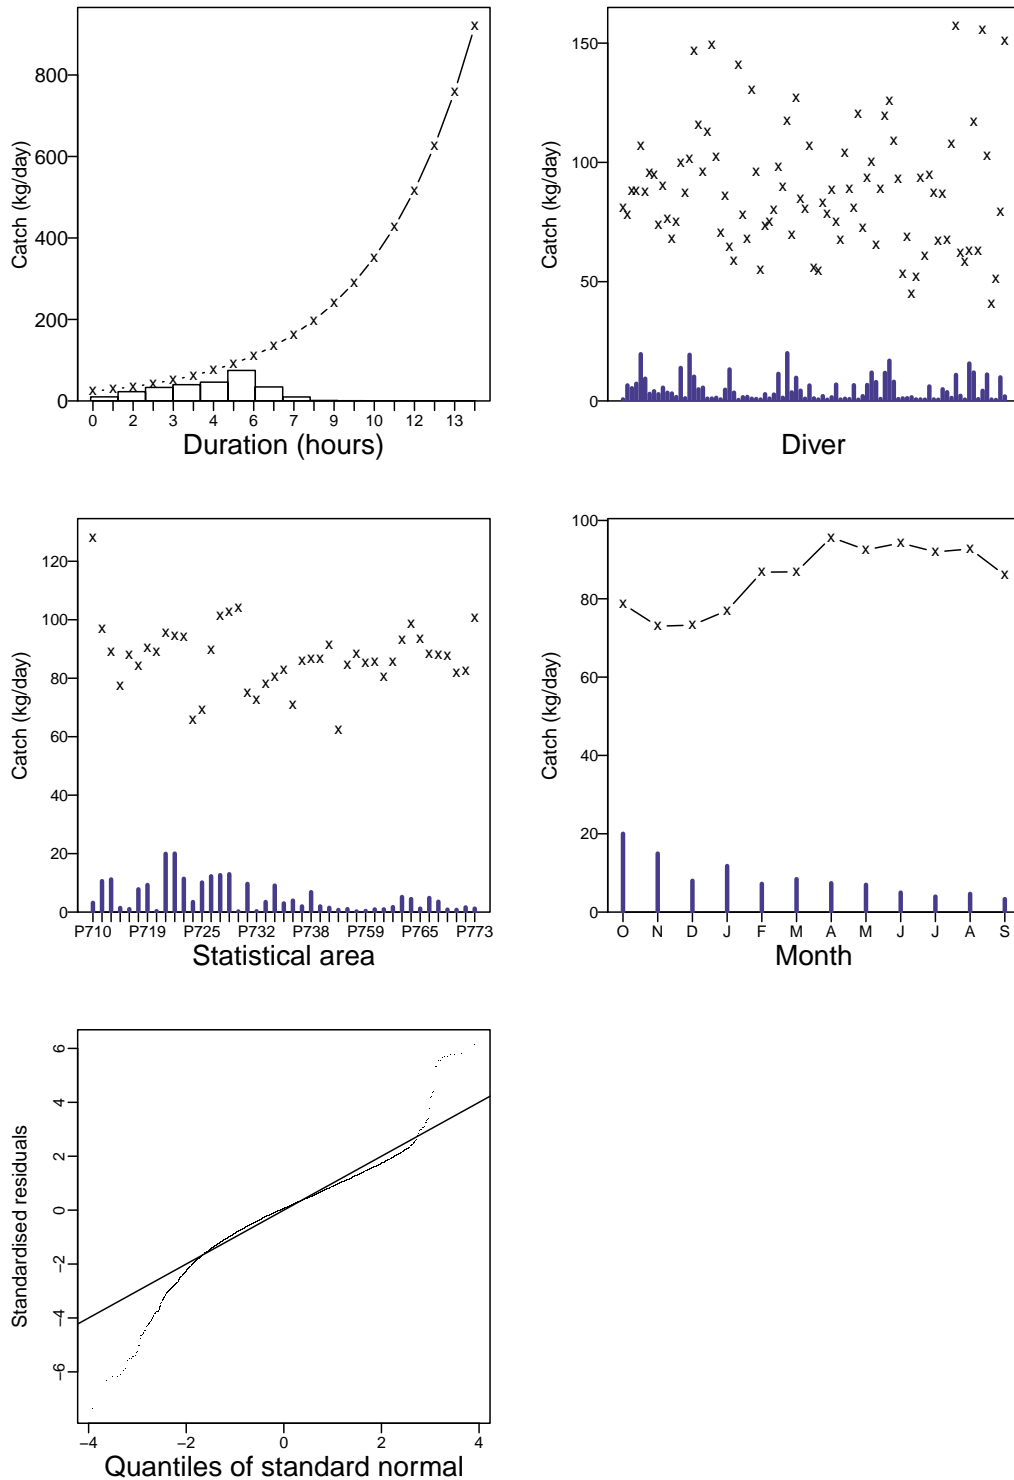 Catch (kg/day)
800
600
400
200
0
0 2 3 4 6 7 9 10 12 13
Duration (hours)
Catch (kg/day)
150
100
50
0
Diver
Catch (kg/day)
120
100
80
60
40
20
0
P710 P719 P725 P732 P738 P759 P765 P773
Statistical area
Catch (kg/day)
100
80
60
40
20
0
O N D J F M A M J J A S
Month
Standardised residuals
6
4
2
0
−2
−4
−6
−4 −2 0 2 4
Quantiles of standard normal